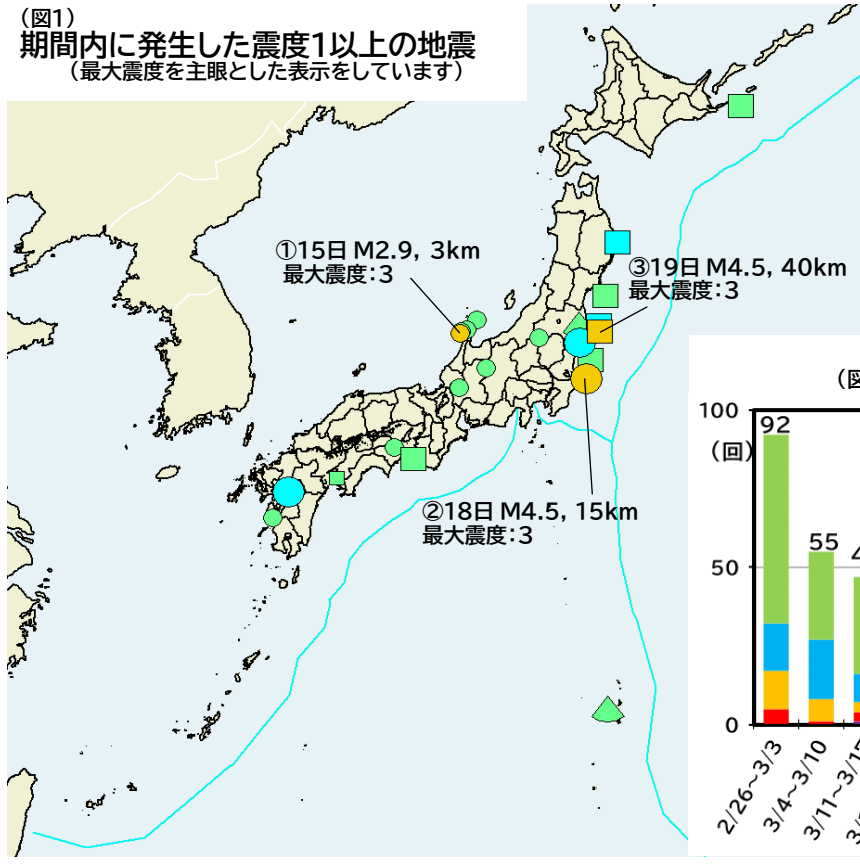 (図1)
期間内に発生した震度1以上の地震
(最大震度を主眼とした表示をしています)
①15日 M2.9, 3km
最大震度:3
③19日 M4.5, 40km
最大震度:3
②18日 M4.5, 15km
最大震度:3
(図
100
(回)
50
0
92
55
4
2/26~3/3
3/4~3/10
3/11~3/17